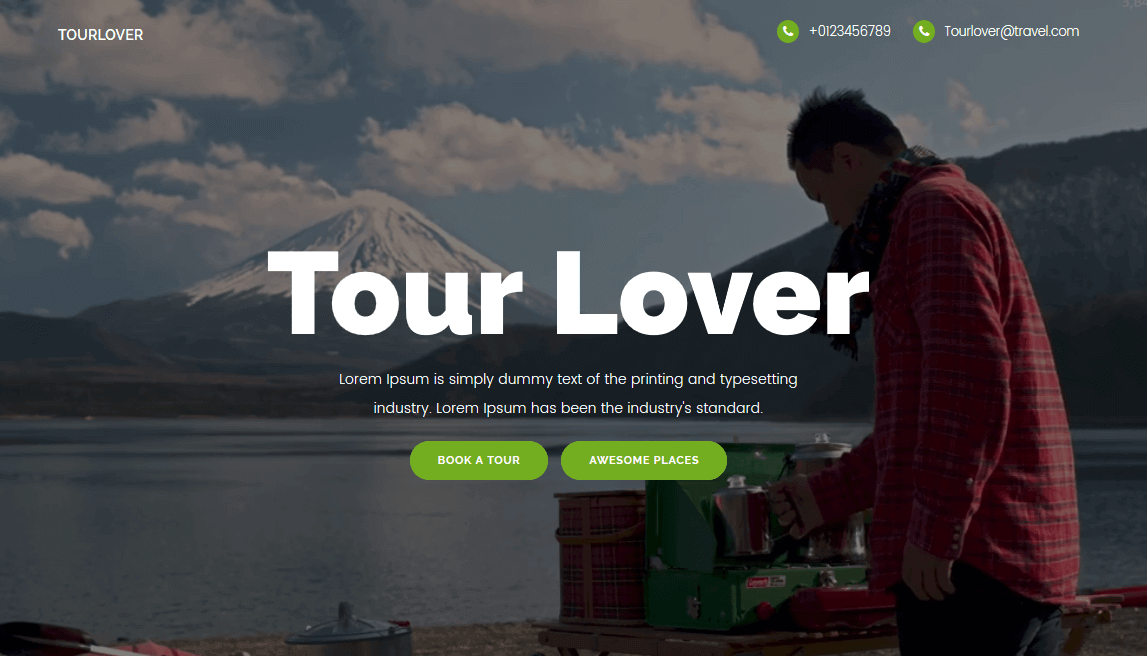 TOURLOVER
+0123456789
Tourlover@travel.com
Tour Lover
Lorem Ipsum is simply dummy text of the printing and typesetting
industry. Lorem Ipsum has been the industry's standard.
BOOK A TOUR
AWESOME PLACES
Coleman